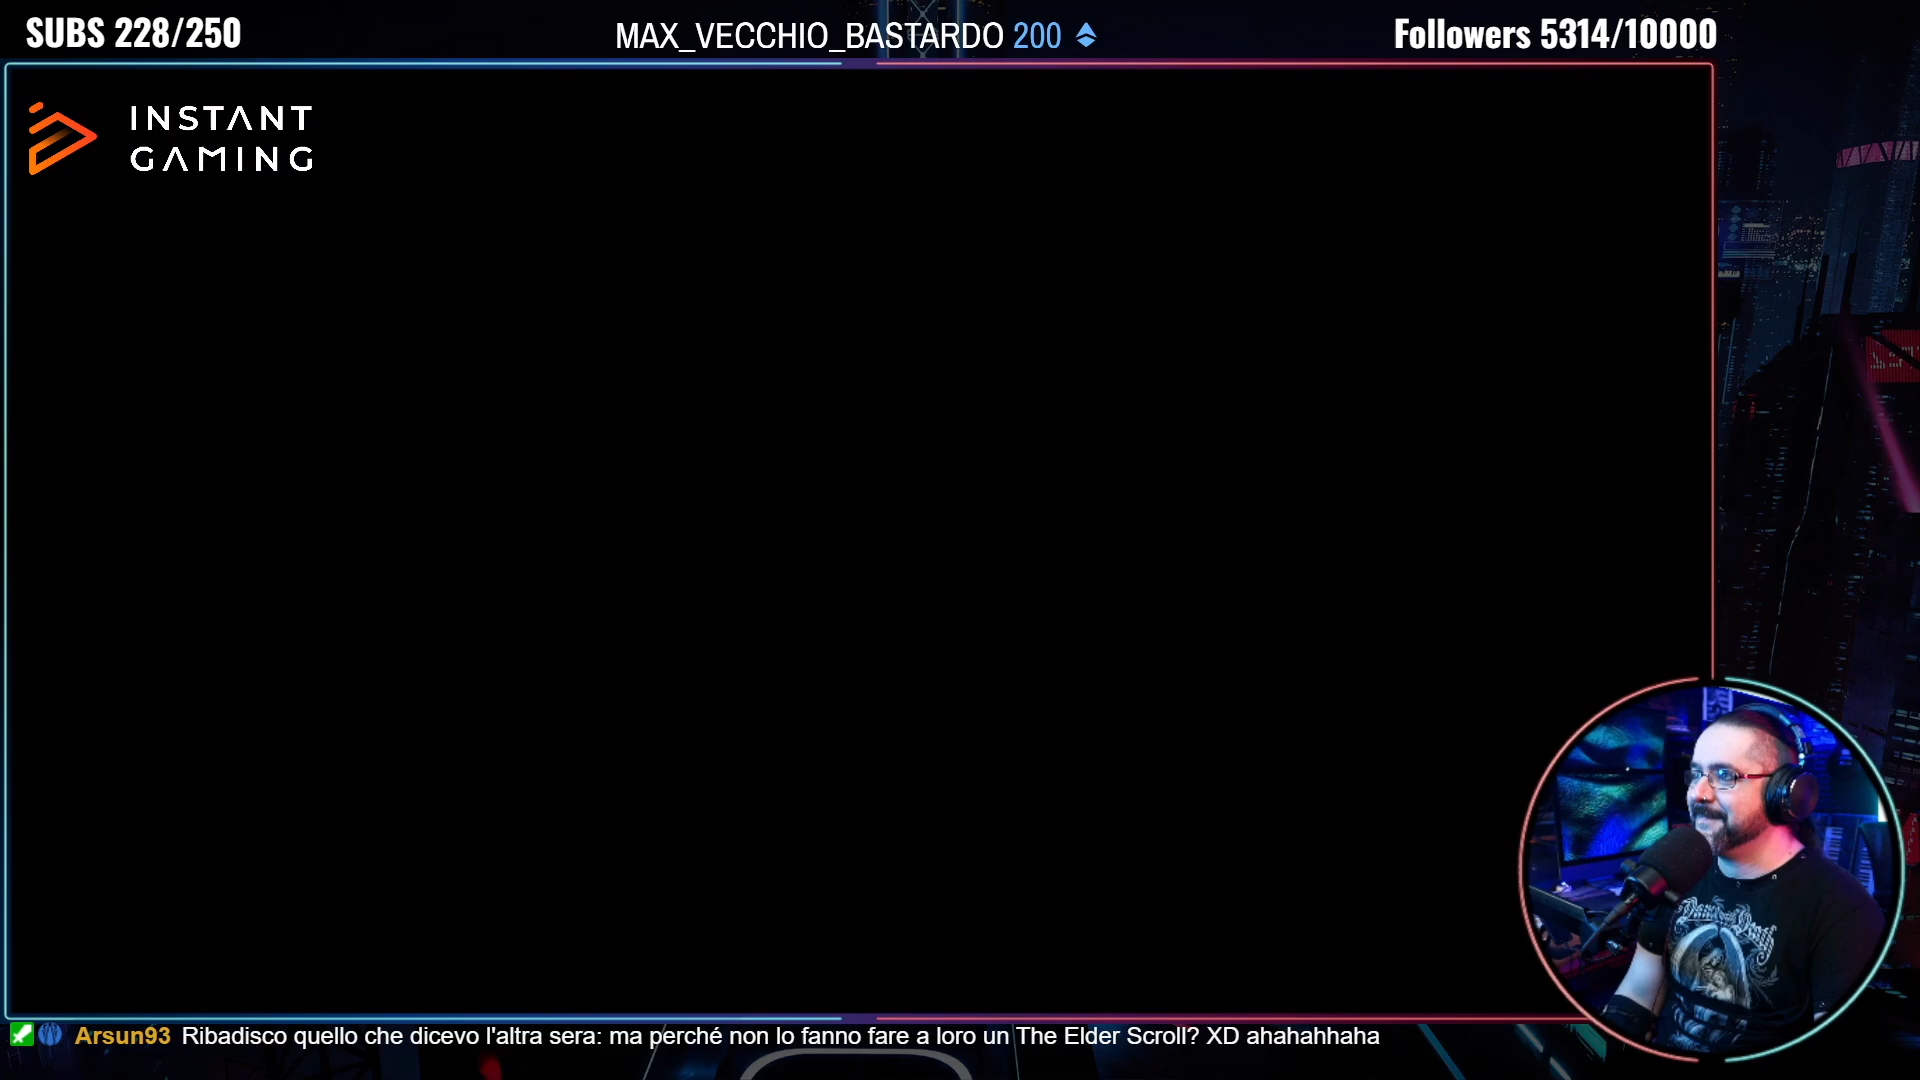 SUBS 228/250
MAX_VECCHIO_BASTARDO 200
Followers 5314/10000
INSTANT
GAMING
Arsun93 Ribadisco quello che dicevo l'altra sera: ma perché non lo fanno fare a loro un The Elder Scroll? XD ahahahhaha